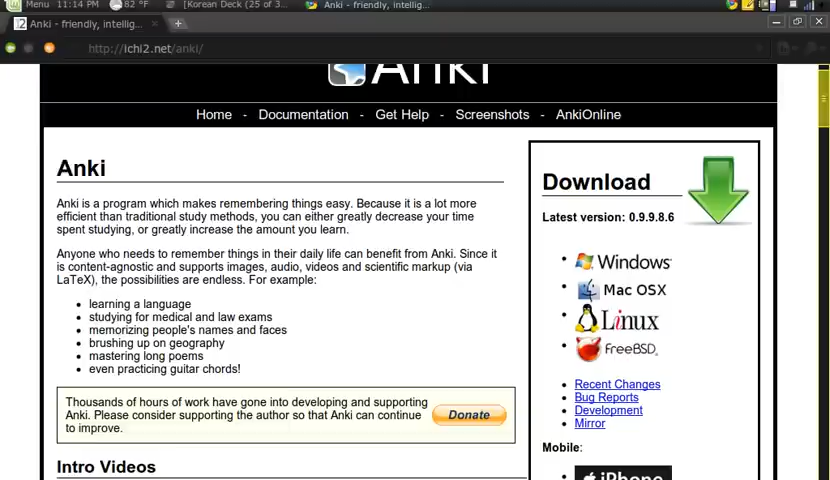 Menu 11:14 PM 82 °F [Korean Deck (25 of 3... Anki - friendly, intellig...
Anki - friendly, intellig...
http://ichi2.net/anki/
Anki
Home - Documentation - Get Help - Screenshots - AnkiOnline
Anki
Anki is a program which makes remembering things easy. Because it is a lot more
efficient than traditional study methods, you can either greatly decrease your time
spent studying, or greatly increase the amount you learn.
Anyone who needs to remember things in their daily life can benefit from Anki. Since it
is content-agnostic and supports images, audio, videos and scientific markup (via
LaTeX), the possibilities are endless. For example:
learning a language
studying for medical and law exams
memorizing people's names and faces
brushing up on geography
mastering long poems
even practicing guitar chords!
Thousands of hours of work have gone into developing and supporting
Anki. Please consider supporting the author so that Anki can continue
to improve.
Donate
Intro Videos
Download
Latest version: 0.9.9.8.6
Windows
Mac OSX
Linux
FreeBSD
Recent Changes
Bug Reports
Development
Mirror
Mobile:
iPhone